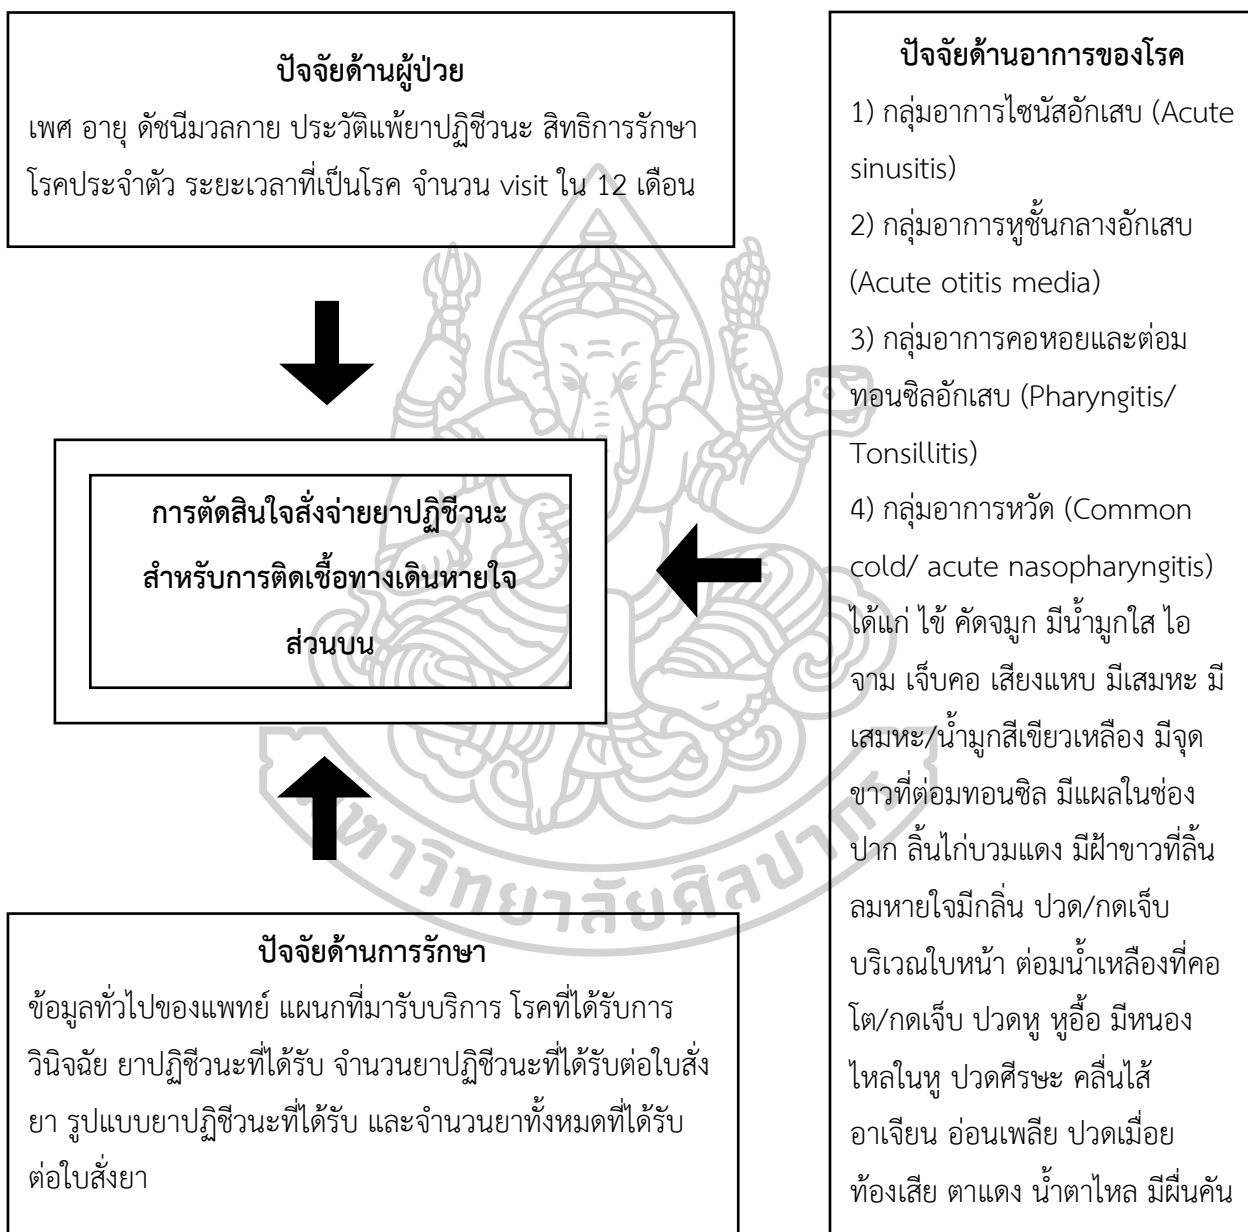 ปัจจัยด้านผู้ป่วย
เพศ อายุ ดัชนีมวลกาย ประวัติแพ้ยาปฏิชีวนะ สิทธิการรักษา
โรคประจำตัว ระยะเวลาที่เป็นโรค จำนวน visit ใน 12 เดือน
การตัดสินใจสั่งจ่ายยาปฏิชีวนะ
สำหรับการติดเชื้อทางเดินหายใจ
ส่วนบน
ปัจจัยด้านการรักษา
ข้อมูลทั่วไปของแพทย์ แผนกที่มารับบริการ โรคที่ได้รับการ
วินิจฉัย ยาปฏิชีวนะที่ได้รับ จำนวนยาปฏิชีวนะที่ได้รับต่อใบสั่ง
ยา รูปแบบยาปฏิชีวนะที่ได้รับ และจำนวนยาทั้งหมดที่ได้รับ
ต่อใบสั่งยา
ปัจจัยด้านอาการของโรค
1) กลุ่มอาการไซนัสอักเสบ (Acute
sinusitis)
2) กลุ่มอาการหูชั้นกลางอักเสบ
(Acute otitis media)
3) กลุ่มอาการคอหอยและต่อม
ทอนซิลอักเสบ (Pharyngitis/
Tonsillitis)
4) กลุ่มอาการหวัด (Common
cold/ acute nasopharyngitis)
ได้แก่ ไข้ คัดจมูก มีน้ำมูกใส ไอ
จาม เจ็บคอ เสียงแหบ มีเสมหะ มี
เสมหะ/น้ำมูกสีเขียวเหลือง มีจุด
ขาวที่ต่อมทอนซิล มีแผลในช่อง
ปาก ลิ้นไก่บวมแดง มีฝ้าขาวที่ลิ้น
ลมหายใจมีกลิ่น ปวด/กดเจ็บ
บริเวณใบหน้า ต่อมน้ำเหลืองที่คอ
โต/กดเจ็บ ปวดหู หูอื้อ มีหนอง
ไหลในหู ปวดศีรษะ คลื่นไส้
อาเจียน อ่อนเพลีย ปวดเมื่อย
ท้องเสีย ตาแดง น้ำตาไหล มีผื่นคัน
มหาวิทยาลัยศิลปากร